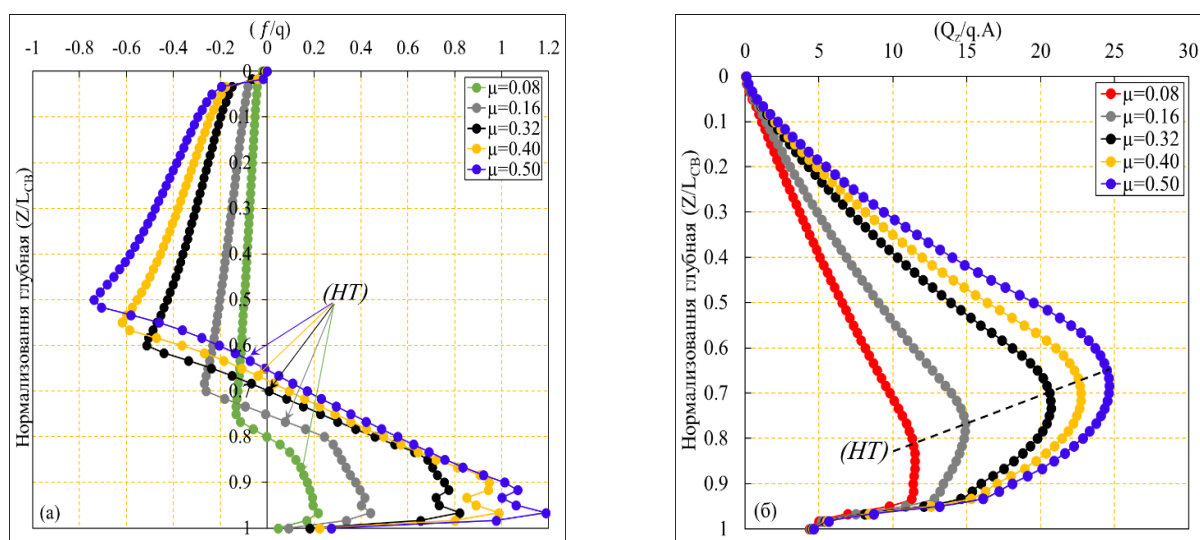 (f/q)
-1 -0.8 -0.6 -0.4 -0.2 0 0.2 0.4 0.6 0.8 1 1.2
Нормализования глубная (Z/LCB)
0
0.1
0.2
0.3
0.4
0.5
0.6
0.7
0.8
0.9
1
μ=0.08
μ=0.16
μ=0.32
μ=0.40
μ=0.50
(HT)
(а)
(QZ/q.A)
0 5 10 15 20 25 30
Нормализования глубная (Z/LCB)
0
0.1
0.2
0.3
0.4
0.5
0.6
0.7
0.8
0.9
1
μ=0.08
μ=0.16
μ=0.32
μ=0.40
μ=0.50
(HT)
(б)